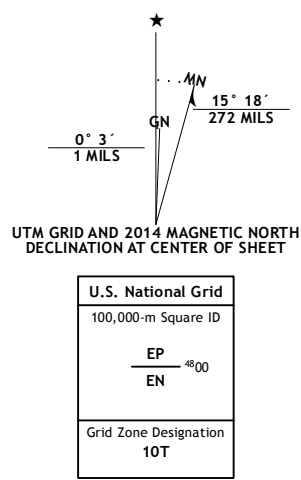 ★
MN
15° 18´
272 MILS
GN
0° 3´
1 MILS
UTM GRID AND 2014 MAGNETIC NORTH
DECLINATION AT CENTER OF SHEET
U.S. National Grid
100,000-m Square ID
EP
4800
EN
Grid Zone Designation
10T